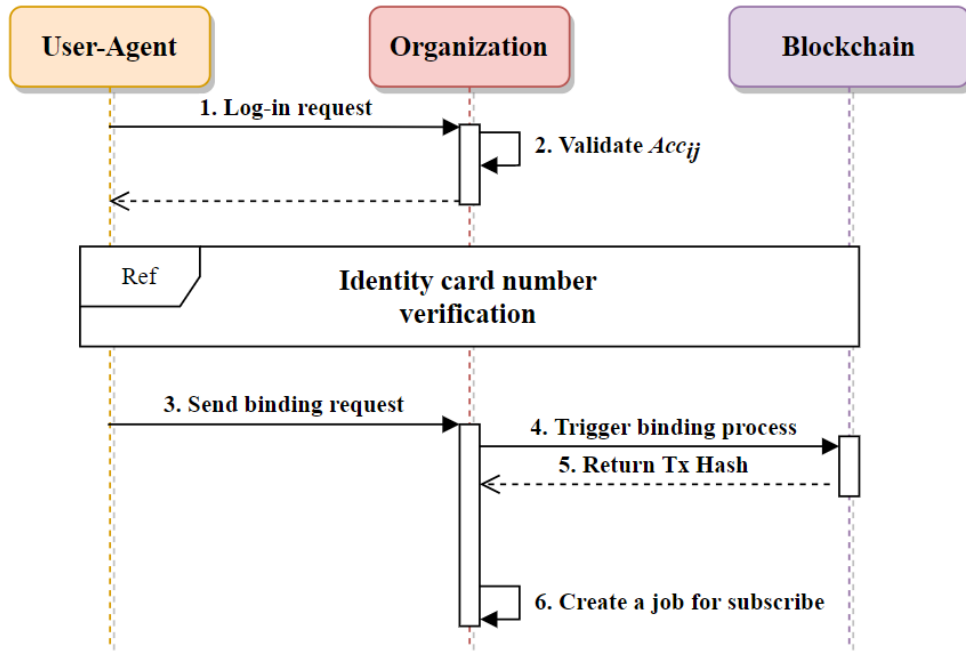 User-Agent
Organization
Blockchain
1. Log-in request
2. Validate Accij
Ref
Identity card number
verification
3. Send binding request
4. Trigger binding process
5. Return Tx Hash
6. Create a job for subscribe